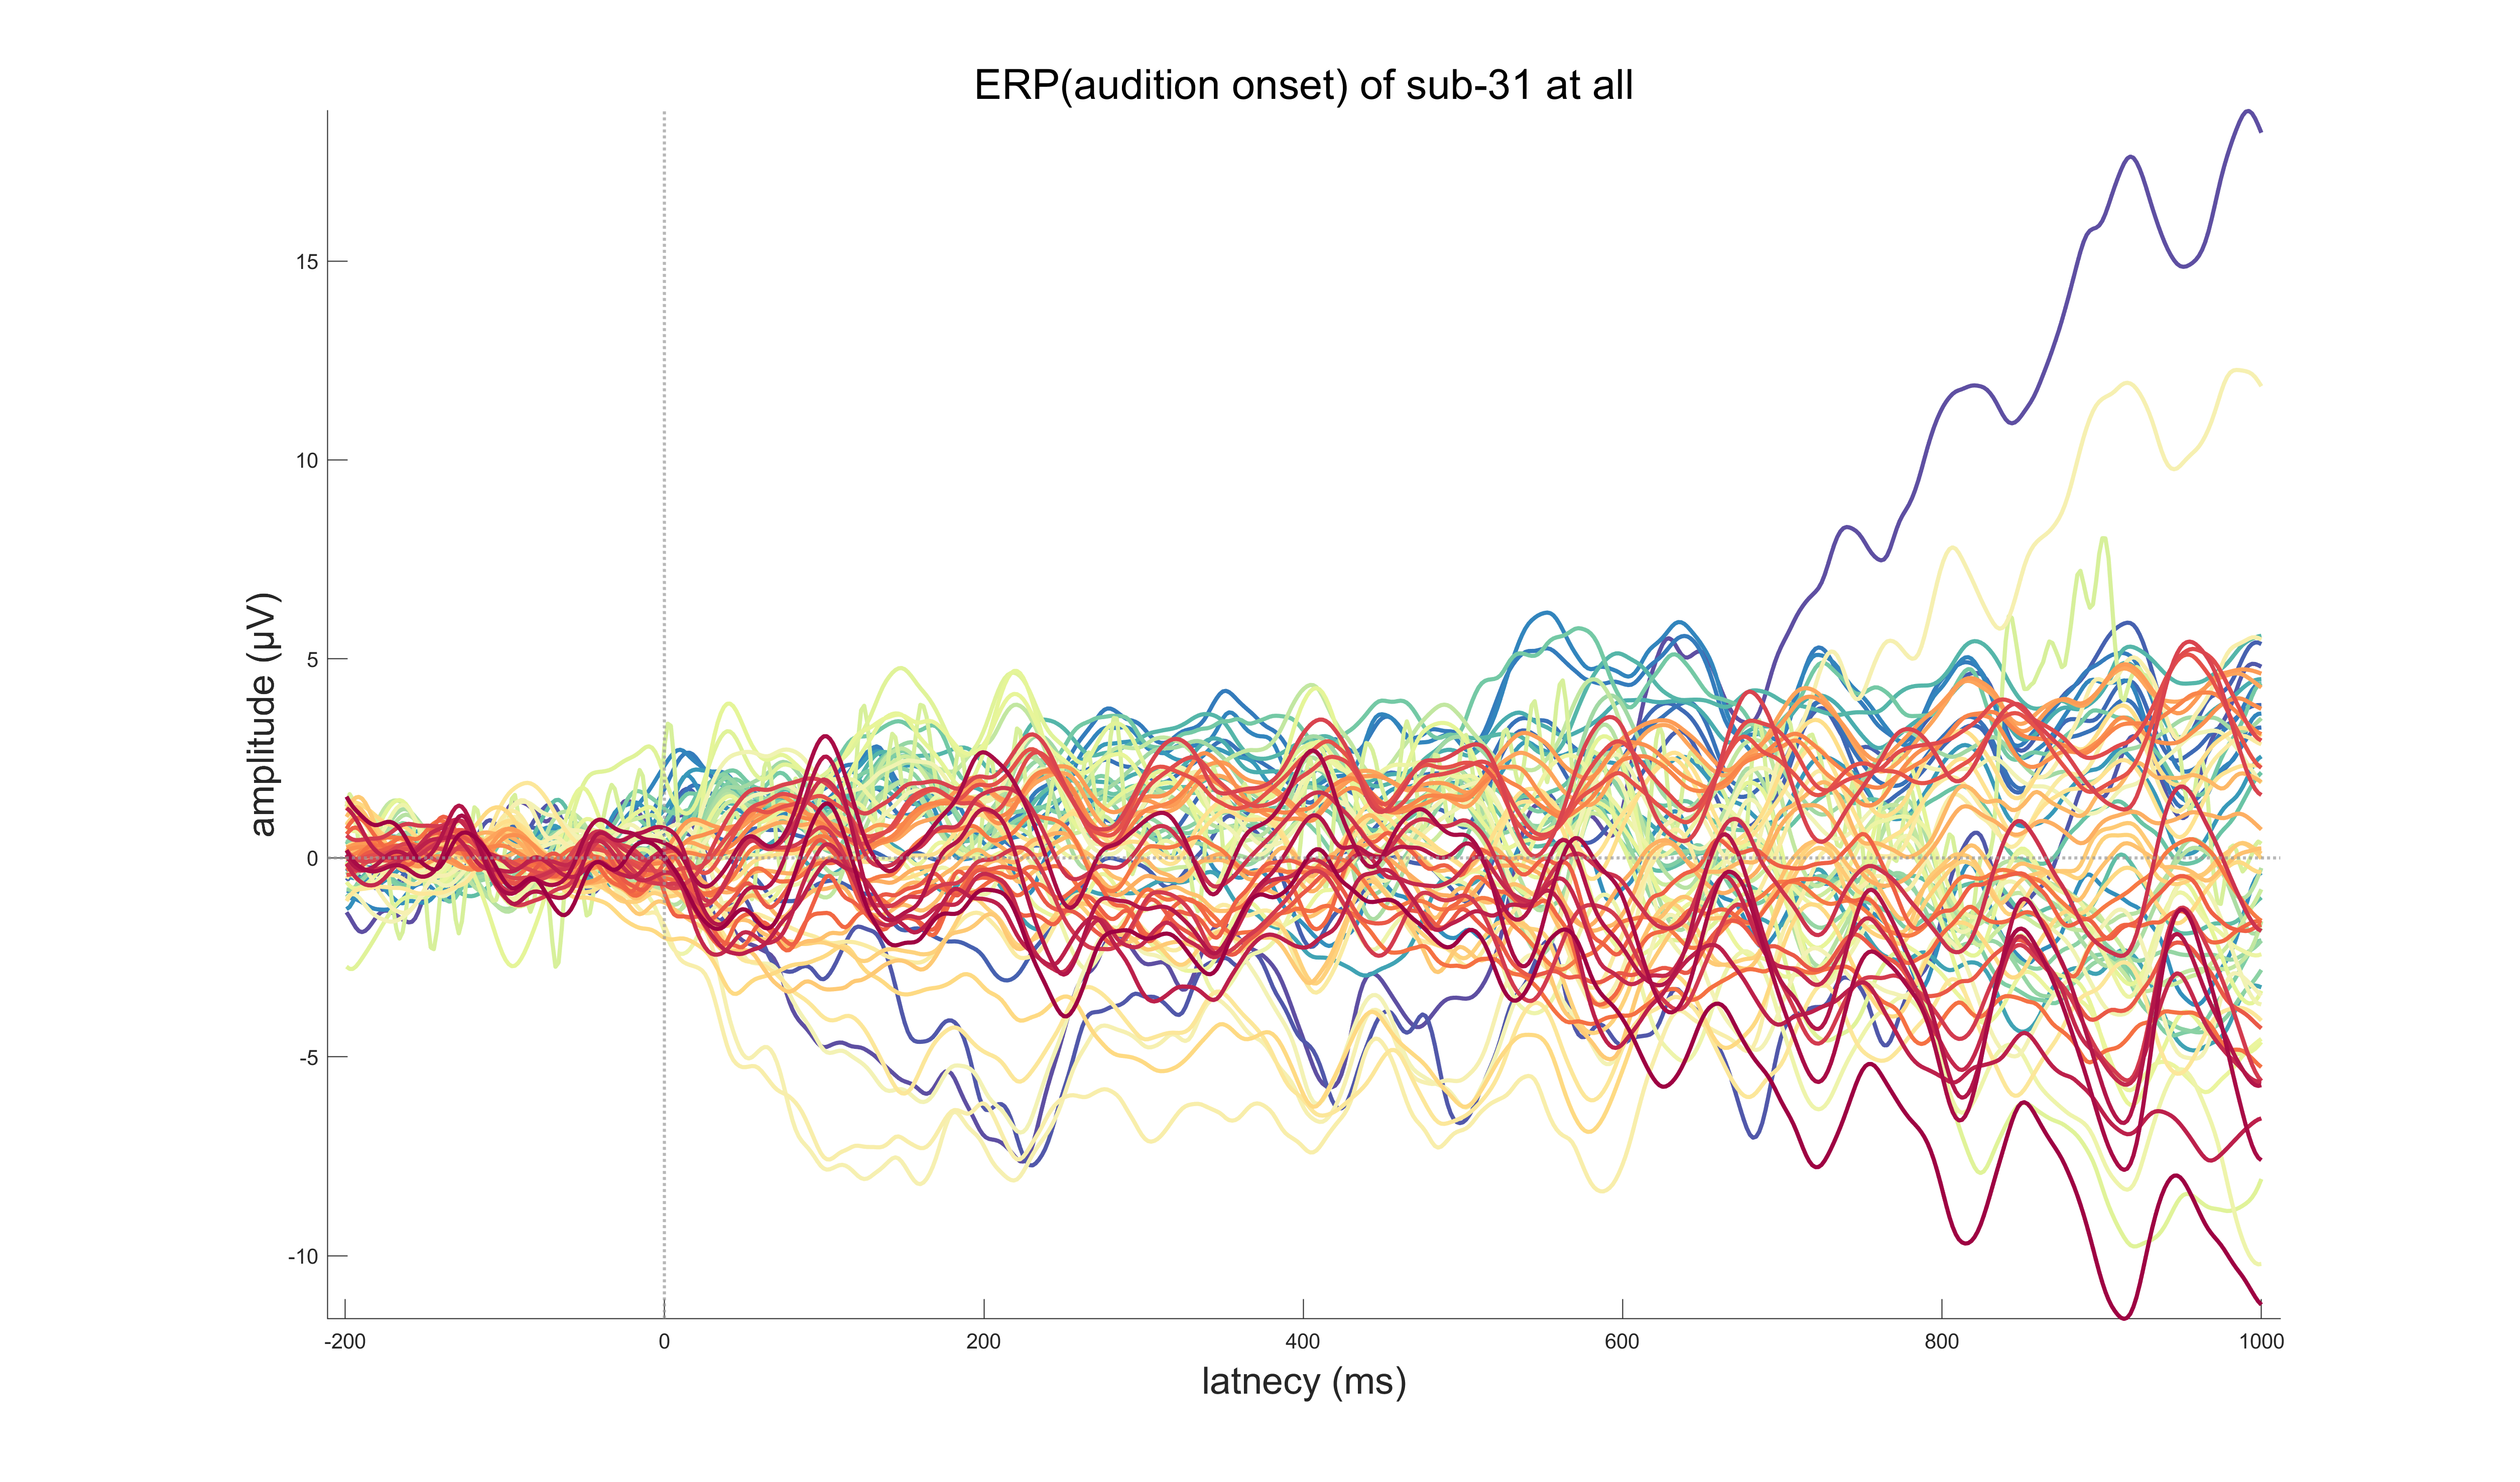 ERP(audition onset) of sub-31 at all
15
10
5
0
-5
-10
amplitude (μV)
-200 0 200 400 600 800 1000
latnecy (ms)